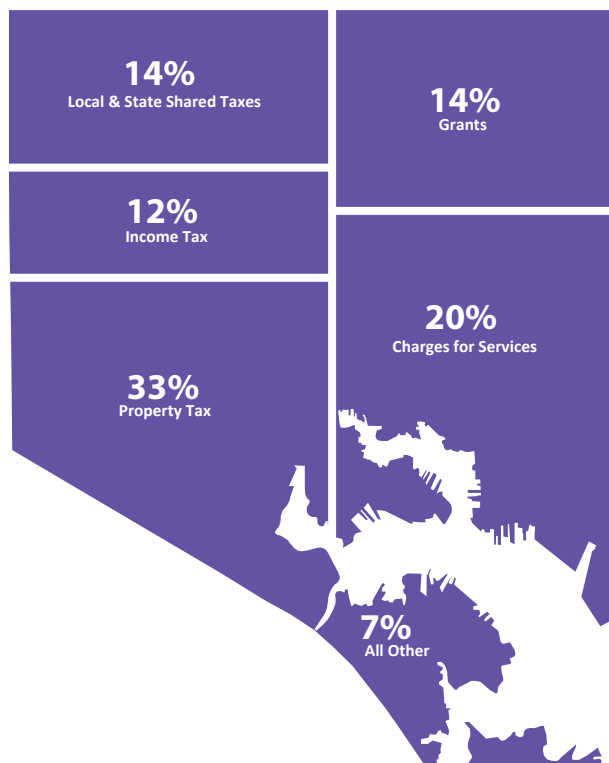 14%
Local & State Shared Taxes
14%
Grants
12%
Income Tax
20%
Charges for Services
33%
Property Tax
7%
All Other